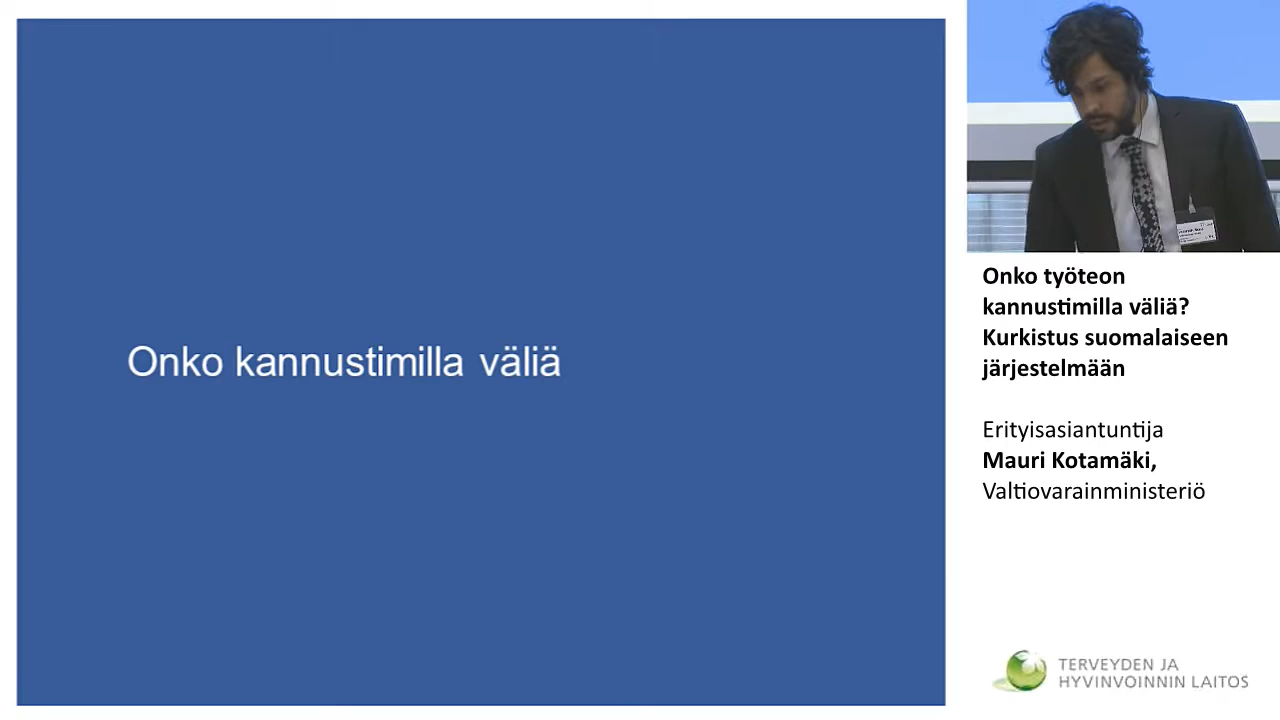 Onko kannustimilla väliä
Onko työteon
kannustimilla väliä?
Kurkistus suomalaiseen
järjestelmään
Erityisasiantuntija
Mauri Kotamäki,
Valtiovarainministeriö
TERVEYDEN JA
HYVINVOINNIN LAITOS